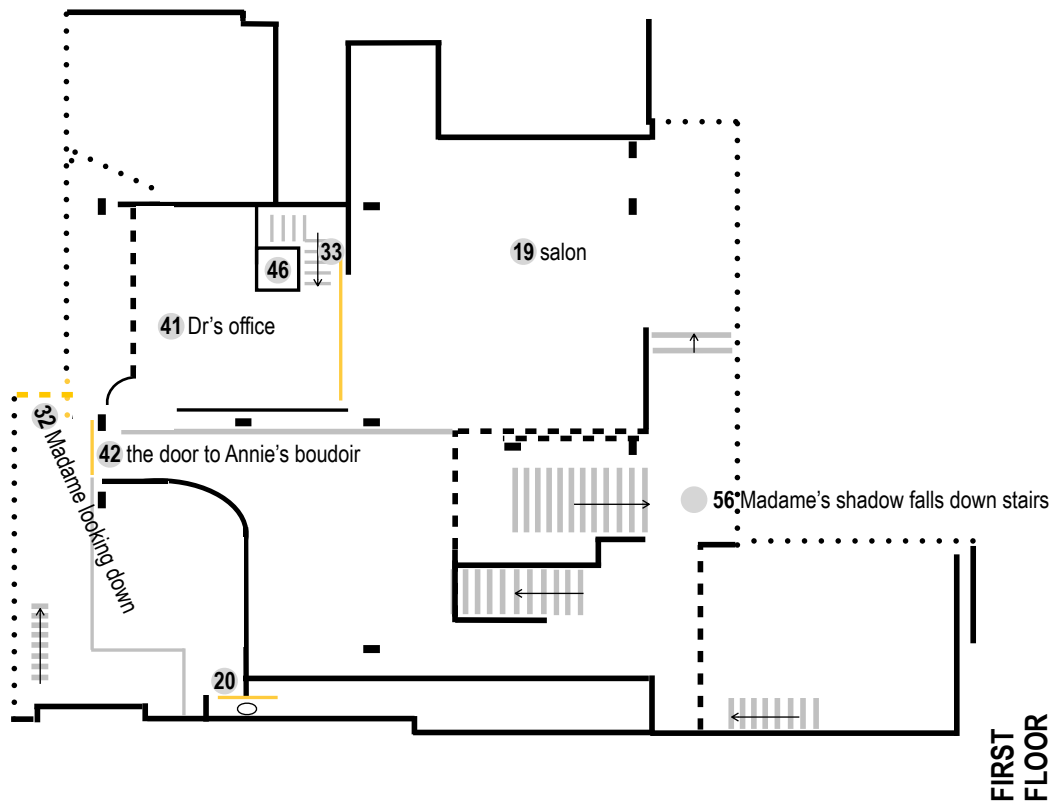 33
19 salon
46
41 Dr's office
32 Madame looking down
42 the door to Annie's boudoir
56 Madame's shadow falls down stairs
20
FIRST
FLOOR